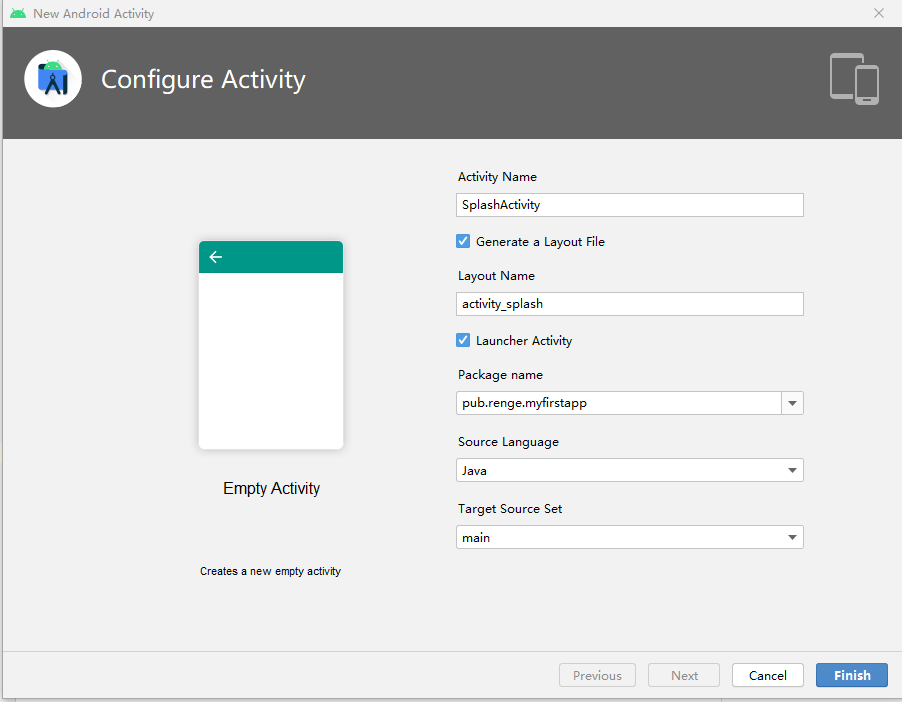 New Android Activity
Configure Activity
Activity Name
SplashActivity
Generate a Layout File
Layout Name
activity_splash
Launcher Activity
Package name
pub.renge.myfirstapp
Source Language
Java
Target Source Set
main
Empty Activity
Creates a new empty activity
Previous
Next
Cancel
Finish